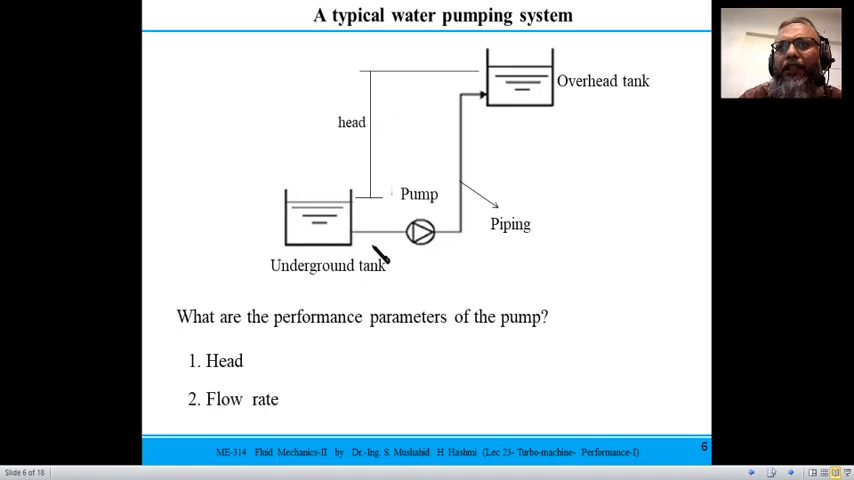 A typical water pumping system
Overhead tank
head
Pump
Piping
Underground tank
What are the performance parameters of the pump?
1. Head
2. Flow rate
ME-314 Fluid Mechanics-II by Dr.-Ing. S. Mushahid H Hashmi (Lec 23- Turbo-machine- Performance-I)
6
Slide 6 of 18